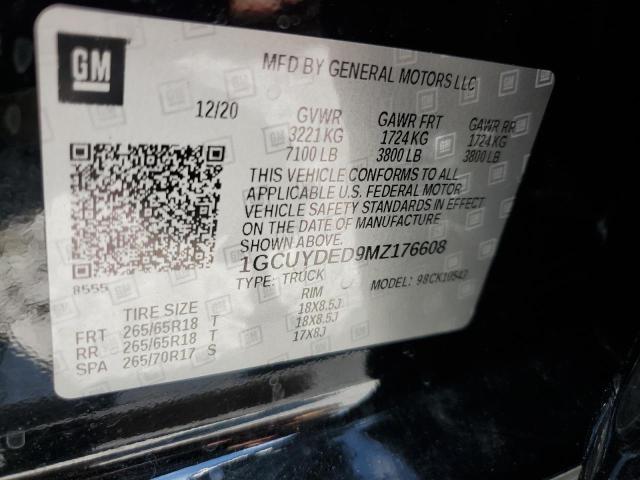 GM
MFD BY GENERAL MOTORS LLC
12/20
GVWR GAWR FRT GAWR RR
3221 KG 1724 KG 1724 KG
7100 LB 3800 LB 3800 LB
THIS VEHICLE CONFORMS TO ALL
APPLICABLE U.S. FEDERAL MOTOR
VEHICLE SAFETY STANDARDS IN EFFECT
ON THE DATE OF MANUFACTURE
SHOWN ABOVE.
1GCUYDED9MZ176608
8555
TYPE: TRUCK MODEL: 98CK10543
TIRE SIZE RIM
FRT 265/65R18 T 18X8.5J
RR 265/65R18 T 18X8.5J
SPA 265/70R17 S 17X8J